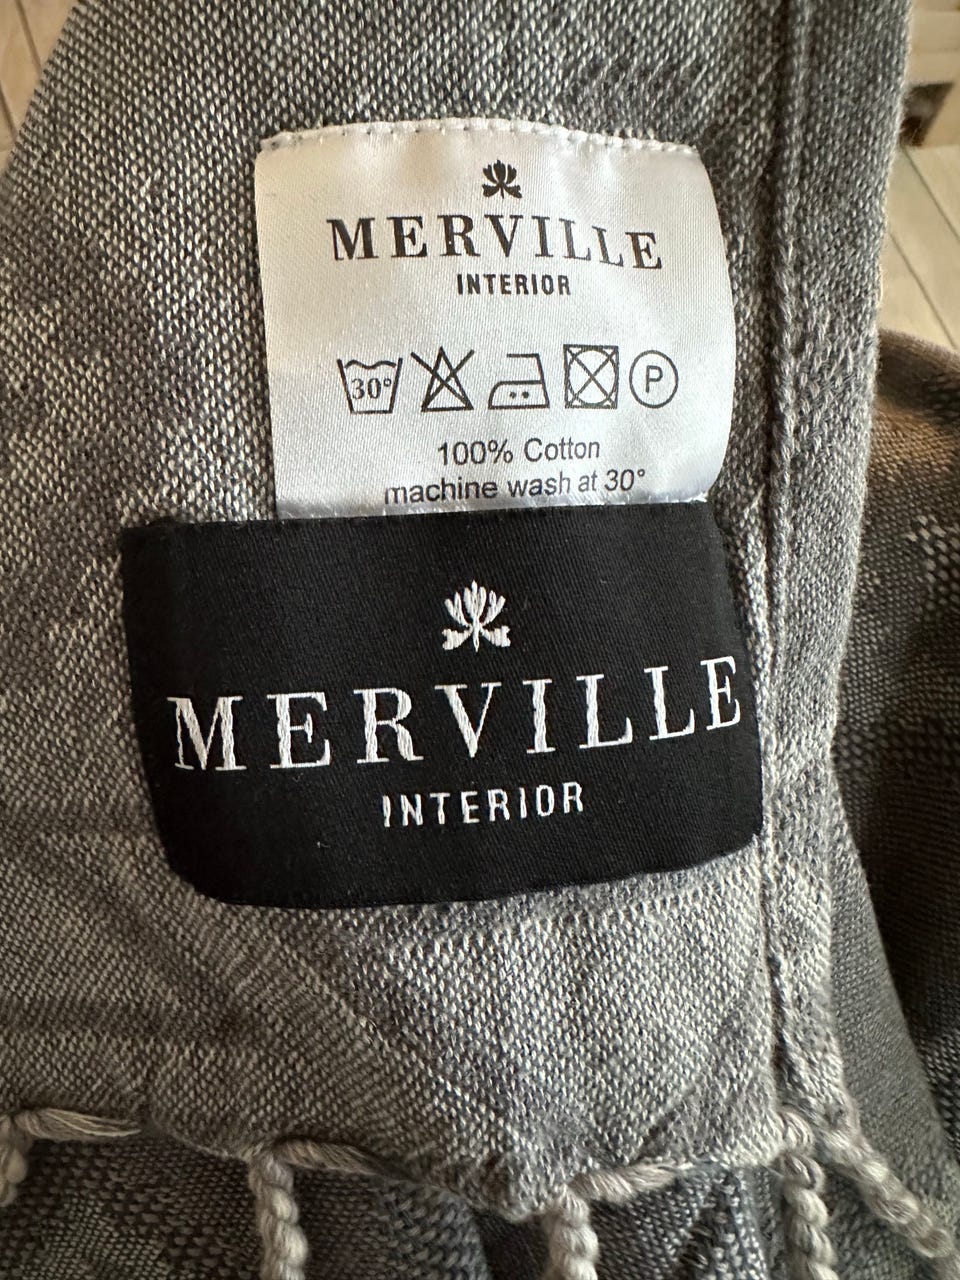 MERVILLE
INTERIOR
30°
P
100% Cotton
machine wash at 30°
MERVILLE
INTERIOR